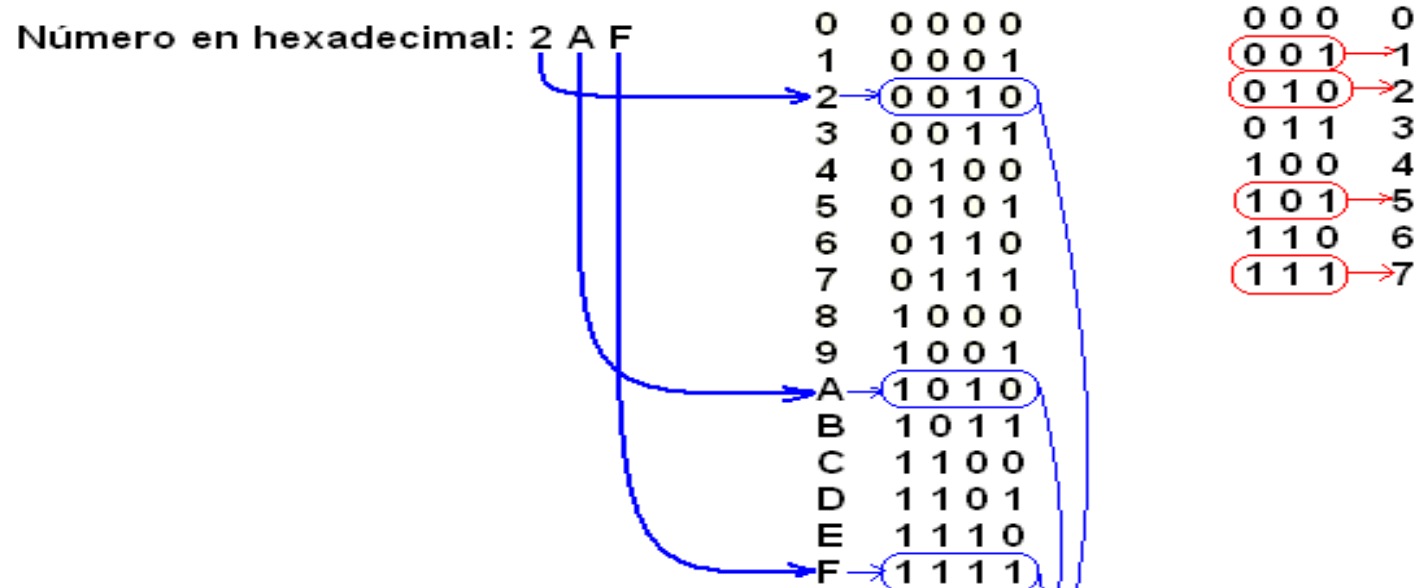 Número en hexadecimal: 2 A F
0 0 0 0 0
1 0 0 0 1
2 0 0 1 0
3 0 0 1 1
4 0 1 0 0
5 0 1 0 1
6 0 1 1 0
7 0 1 1 1
8 1 0 0 0
9 1 0 0 1
A 1 0 1 0
B 1 0 1 1
C 1 1 0 0
D 1 1 0 1
E 1 1 1 0
F 1 1 1 1
0 0 0 0
0 0 1 1
0 1 0 2
0 1 1 3
1 0 0 4
1 0 1 5
1 1 0 6
1 1 1 7